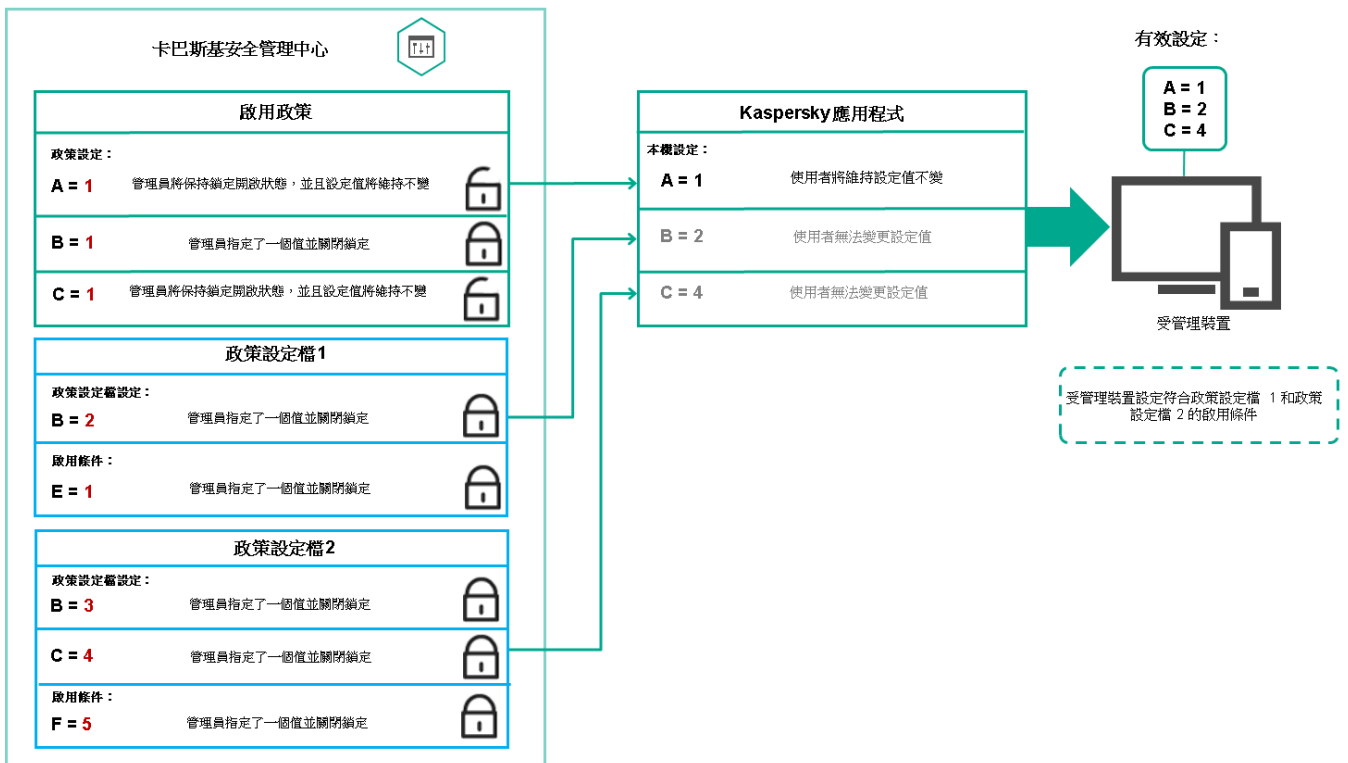 卡巴斯基安全管理中心
啟用政策
政策設定：
A = 1 管理員將保持鎖定開啟狀態，並且設定值將維持不變
B = 1 管理員指定了一個值並關閉鎖定
C = 1 管理員將保持鎖定開啟狀態，並且設定值將維持不變
政策設定檔1
政策設定檔設定：
B = 2 管理員指定了一個值並關閉鎖定
啟用條件：
E = 1 管理員指定了一個值並關閉鎖定
政策設定檔2
政策設定檔設定：
B = 3 管理員指定了一個值並關閉鎖定
C = 4 管理員指定了一個值並關閉鎖定
啟用條件：
F = 5 管理員指定了一個值並關閉鎖定
Kaspersky應用程式
本機設定：
A = 1 使用者將維持設定值不變
B = 2 使用者無法變更設定值
C = 4 使用者無法變更設定值
有效設定：
A = 1
B = 2
C = 4
受管理裝置
受管理裝置設定符合政策設定檔 1 和政策
設定檔 2 的啟用條件